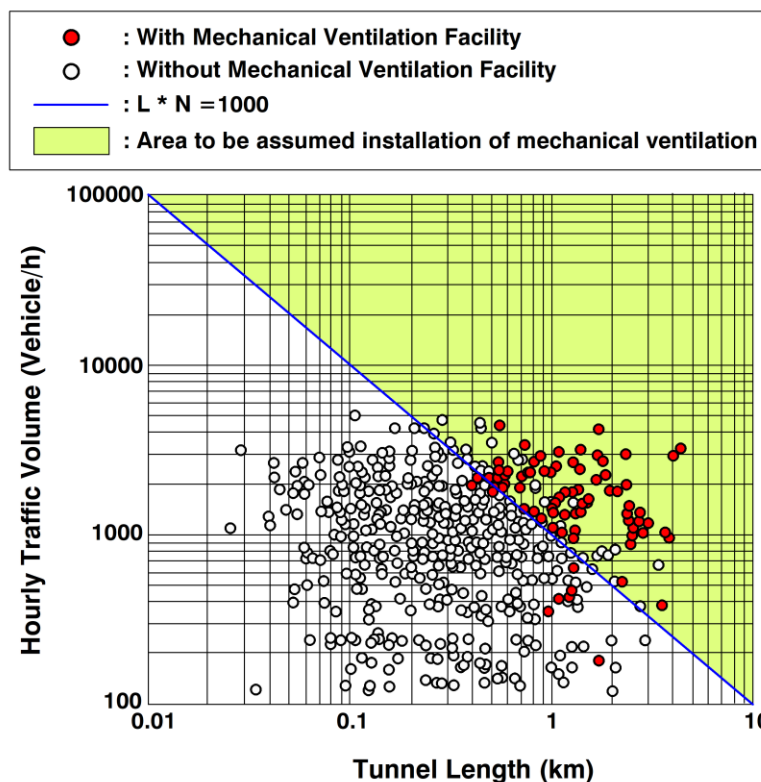 : With Mechanical Ventilation Facility
: Without Mechanical Ventilation Facility
: L * N =1000
: Area to be assumed installation of mechanical ventilation
100000
10000
1000
100
Hourly Traffic Volume (Vehicle/h)
0.01 0.1 1 10
Tunnel Length (km)